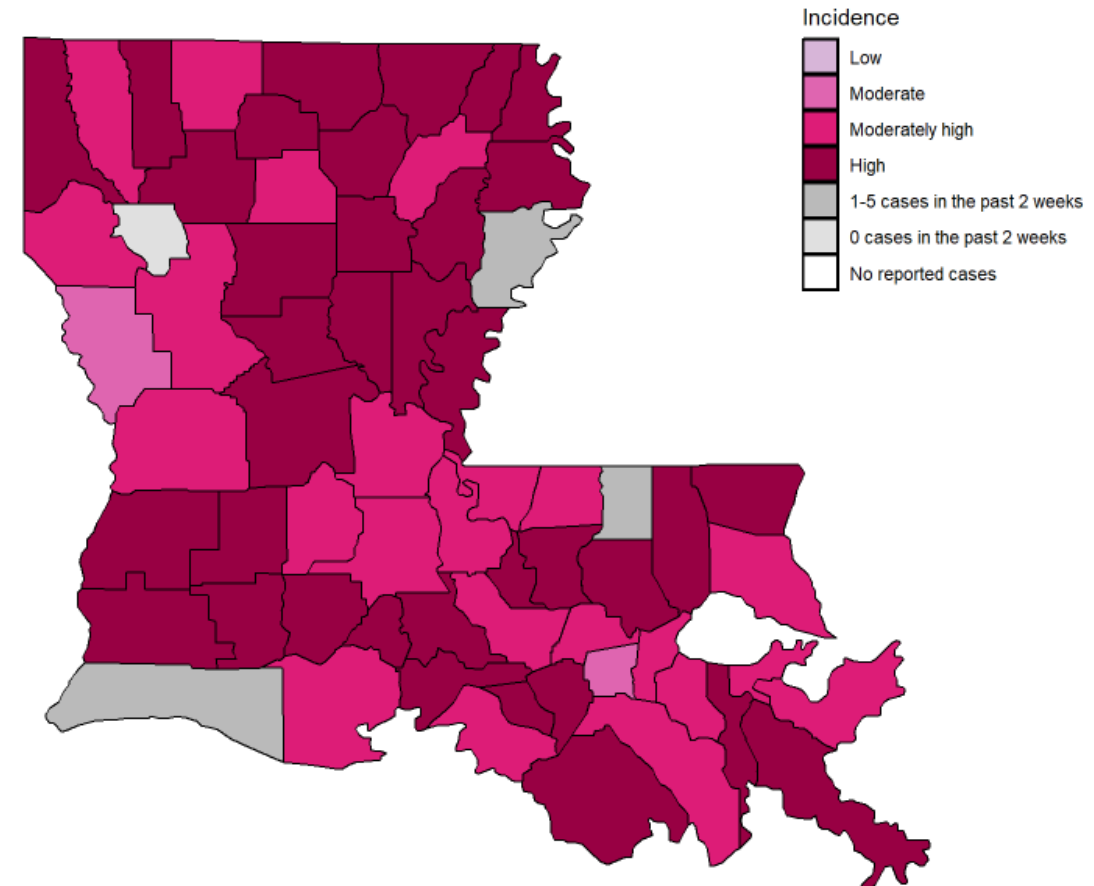 Incidence
Low
Moderate
Moderately high
High
1-5 cases in the past 2 weeks
0 cases in the past 2 weeks
No reported cases